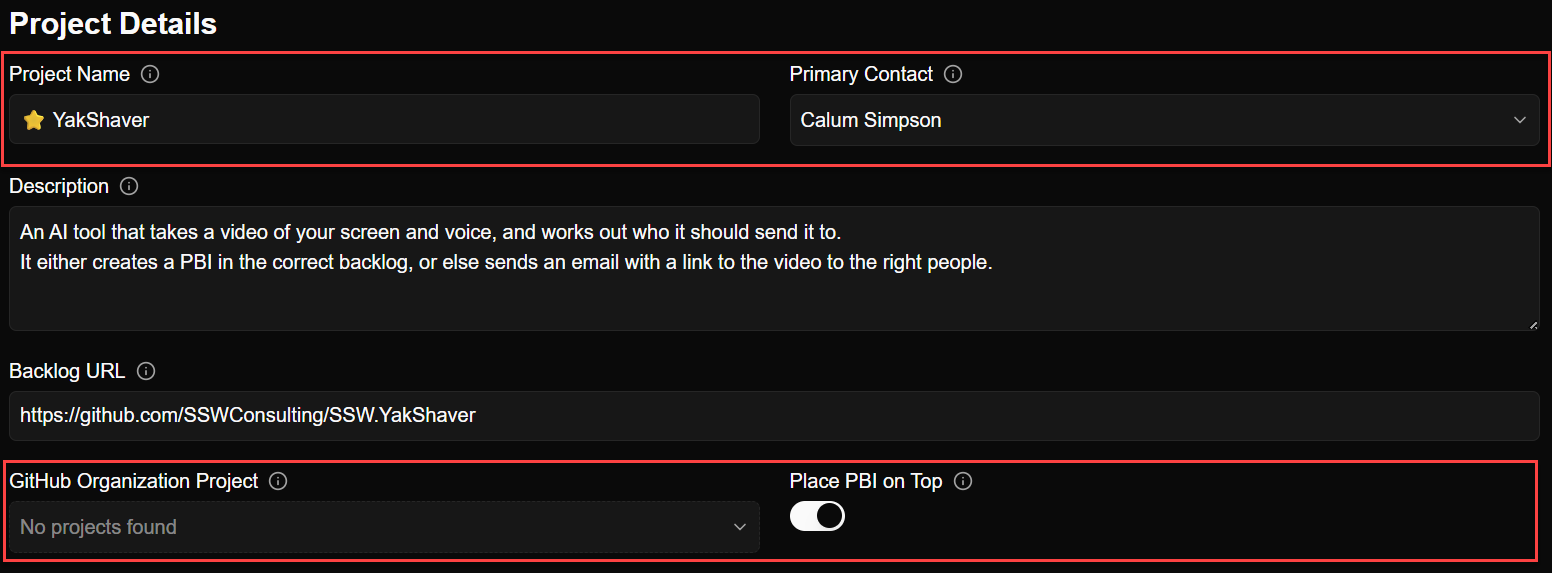 Project Details
Project Name
Primary Contact
YakShaver
Calum Simpson
Description
An AI tool that takes a video of your screen and voice, and works out who it should send it to.
It either creates a PBI in the correct backlog, or else sends an email with a link to the video to the right people.
Backlog URL
https://github.com/SSWConsulting/SSW.YakShaver
GitHub Organization Project
Place PBI on Top
No projects found